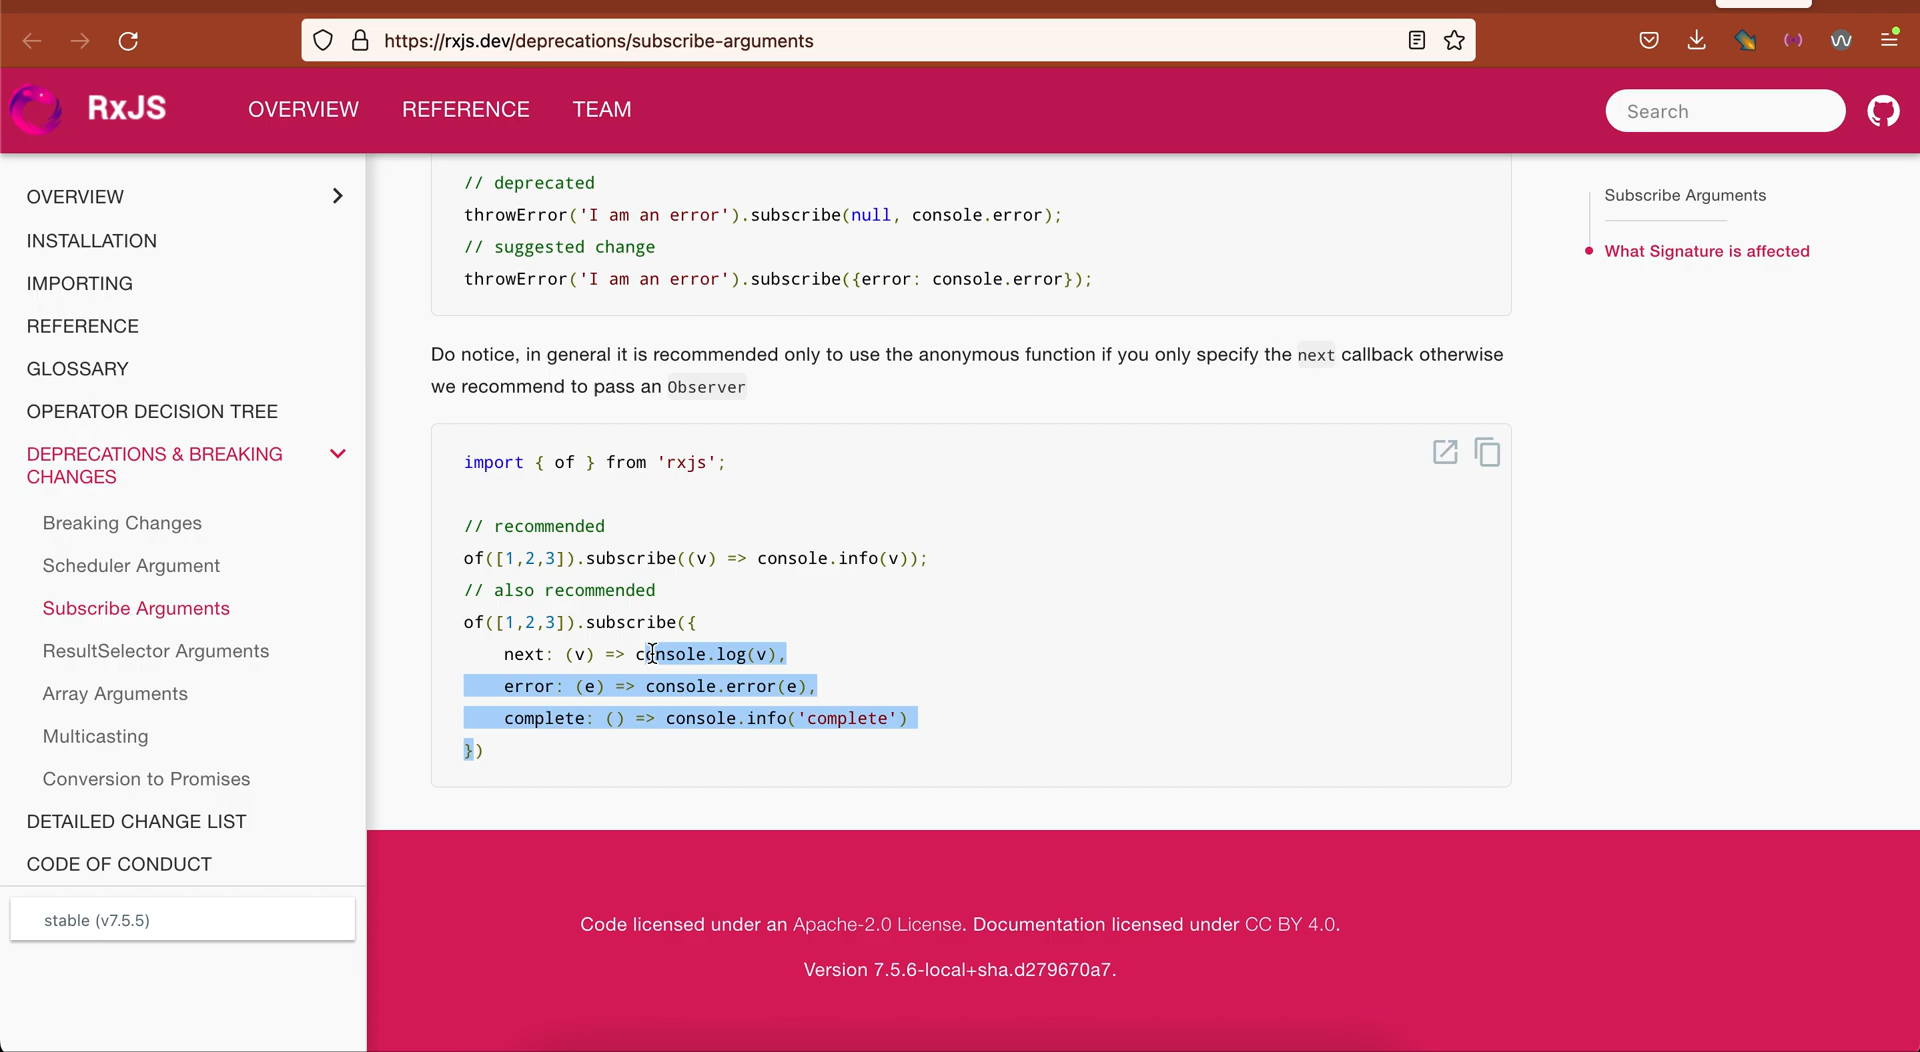 https://rxjs.dev/deprecations/subscribe-arguments
RxJS
OVERVIEW
REFERENCE
TEAM
Search
OVERVIEW
INSTALLATION
IMPORTING
REFERENCE
GLOSSARY
OPERATOR DECISION TREE
DEPRECATIONS & BREAKING
CHANGES
Breaking Changes
Scheduler Argument
Subscribe Arguments
ResultSelector Arguments
Array Arguments
Multicasting
Conversion to Promises
DETAILED CHANGE LIST
CODE OF CONDUCT
stable (v7.5.5)
// deprecated
throwError('I am an error').subscribe(null, console.error);
// suggested change
throwError('I am an error').subscribe({error: console.error});
Do notice, in general it is recommended only to use the anonymous function if you only specify the next callback otherwise
we recommend to pass an Observer
import { of } from 'rxjs';
// recommended
of([1,2,3]).subscribe((v) => console.info(v));
// also recommended
of([1,2,3]).subscribe({
    next: (v) => console.log(v),
    error: (e) => console.error(e),
    complete: () => console.info('complete')
})
Subscribe Arguments
What Signature is affected
Code licensed under an Apache-2.0 License. Documentation licensed under CC BY 4.0.
Version 7.5.6-local+sha.d279670a7.